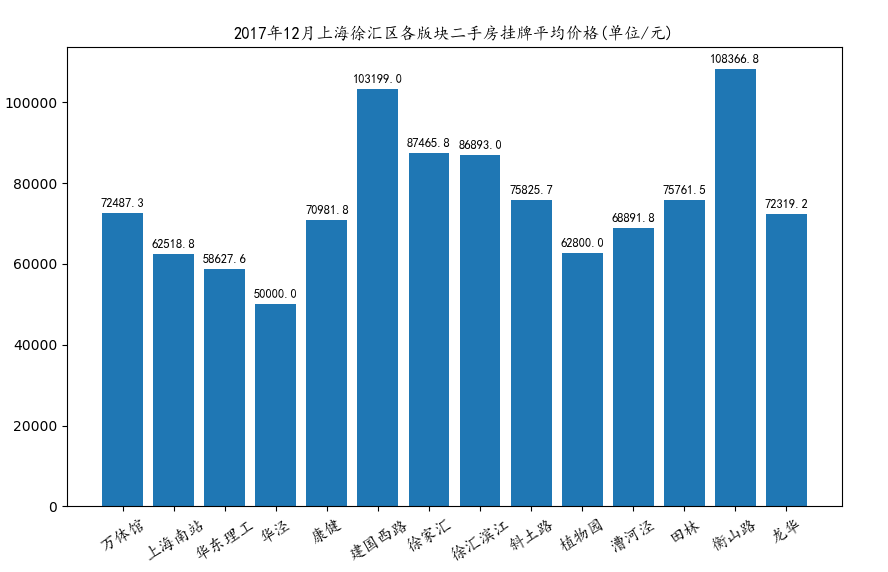 2017年12月上海徐汇区各版块二手房挂牌平均价格(单位/元)
108366.8
103199.0
100000
87465.8
86893.0
80000
75825.7
75761.5
72487.3
72319.2
70981.8
68891.8
62518.8
62800.0
58627.6
60000
50000.0
40000
20000
0
万体馆
上海南站
华东理工
华泾
康健
建国西路
徐家汇
徐汇滨江
斜土路
植物园
漕河泾
田林
衡山路
龙华